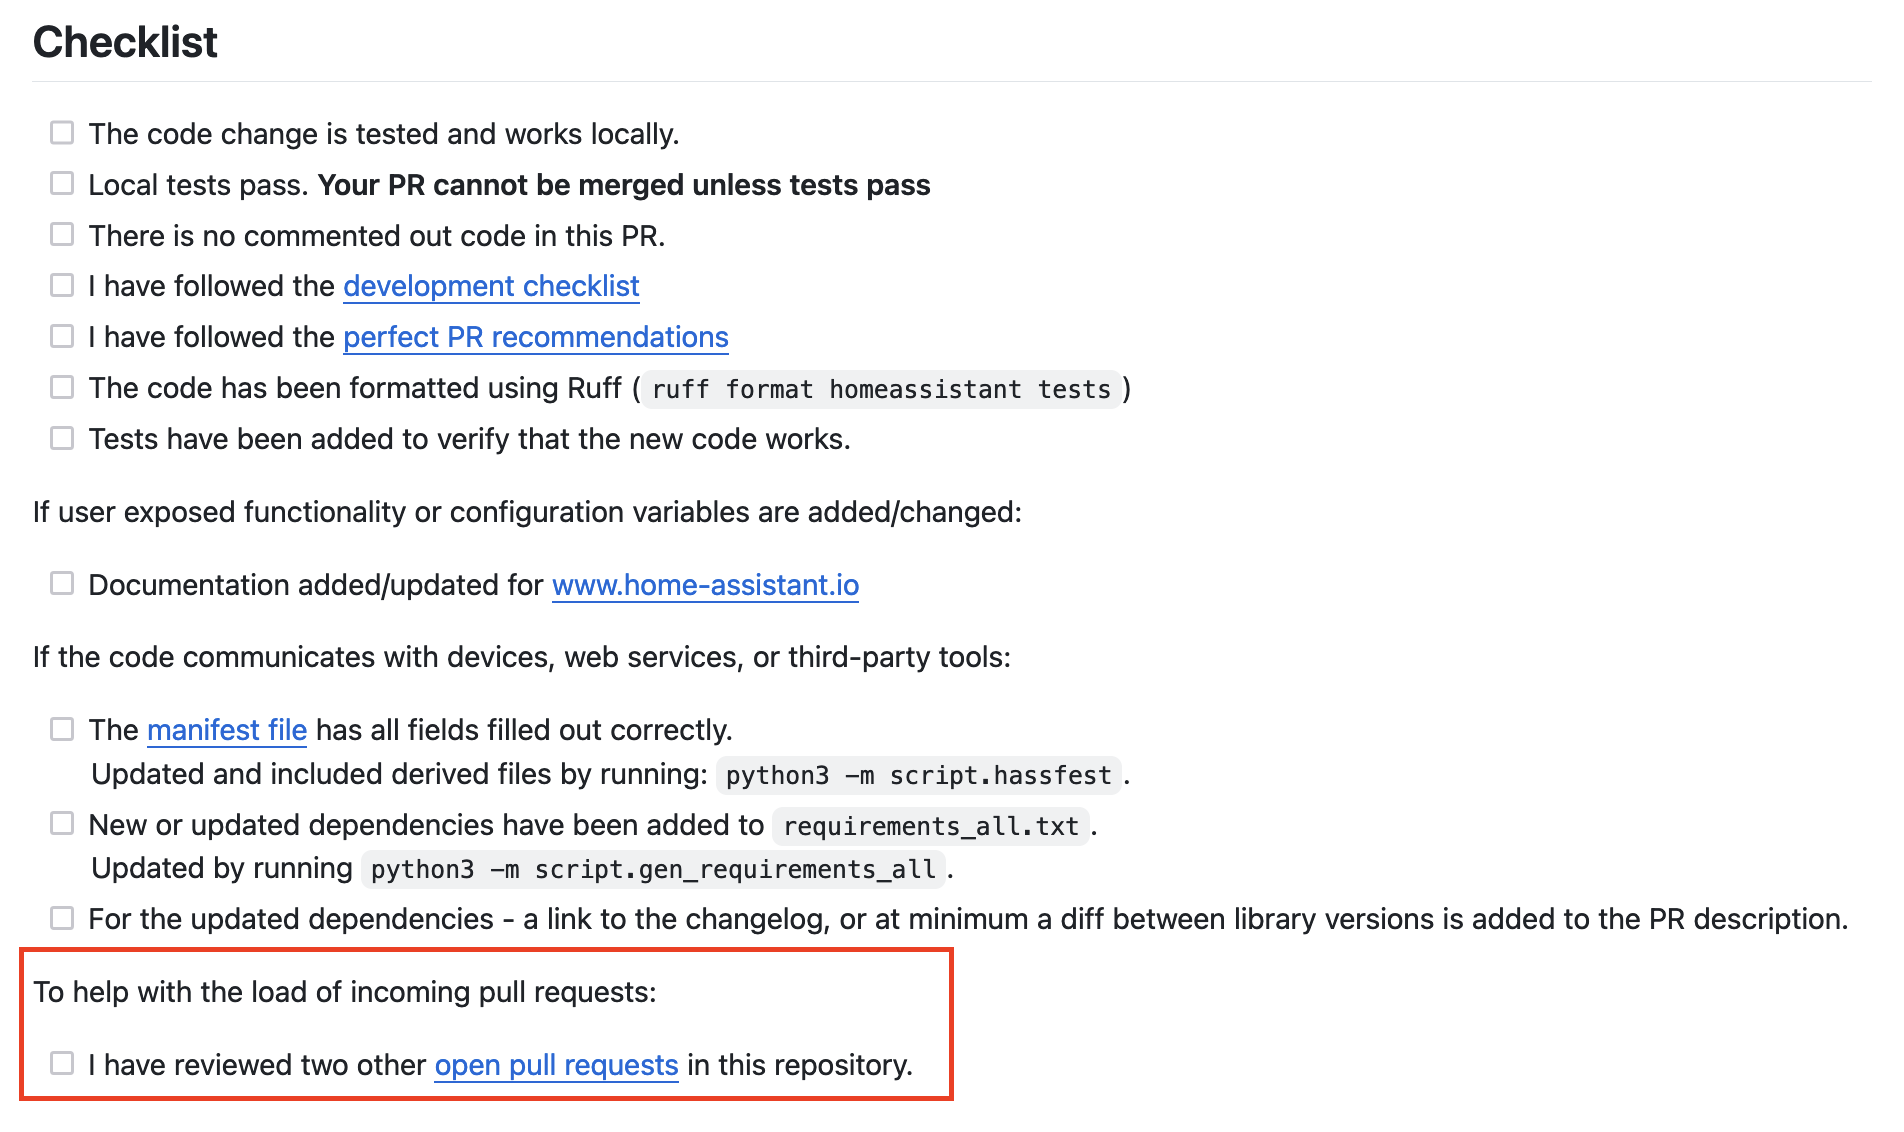 Checklist
The code change is tested and works locally.
Local tests pass. Your PR cannot be merged unless tests pass
There is no commented out code in this PR.
I have followed the development checklist
I have followed the perfect PR recommendations
The code has been formatted using Ruff (ruff format homeassistant tests)
Tests have been added to verify that the new code works.
If user exposed functionality or configuration variables are added/changed:
Documentation added/updated for www.home-assistant.io
If the code communicates with devices, web services, or third-party tools:
The manifest file has all fields filled out correctly.
Updated and included derived files by running: python3 -m script.hassfest.
New or updated dependencies have been added to requirements_all.txt.
Updated by running python3 -m script.gen_requirements_all.
For the updated dependencies - a link to the changelog, or at minimum a diff between library versions is added to the PR description.
To help with the load of incoming pull requests:
I have reviewed two other open pull requests in this repository.